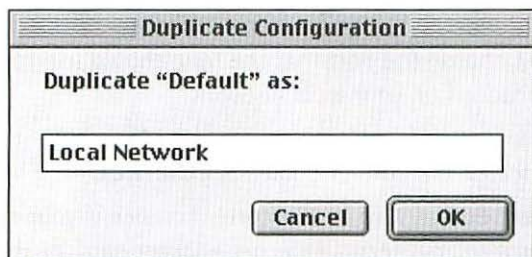 Duplicate Configuration
Duplicate “Default” as:
Local Network
Cancel
OK